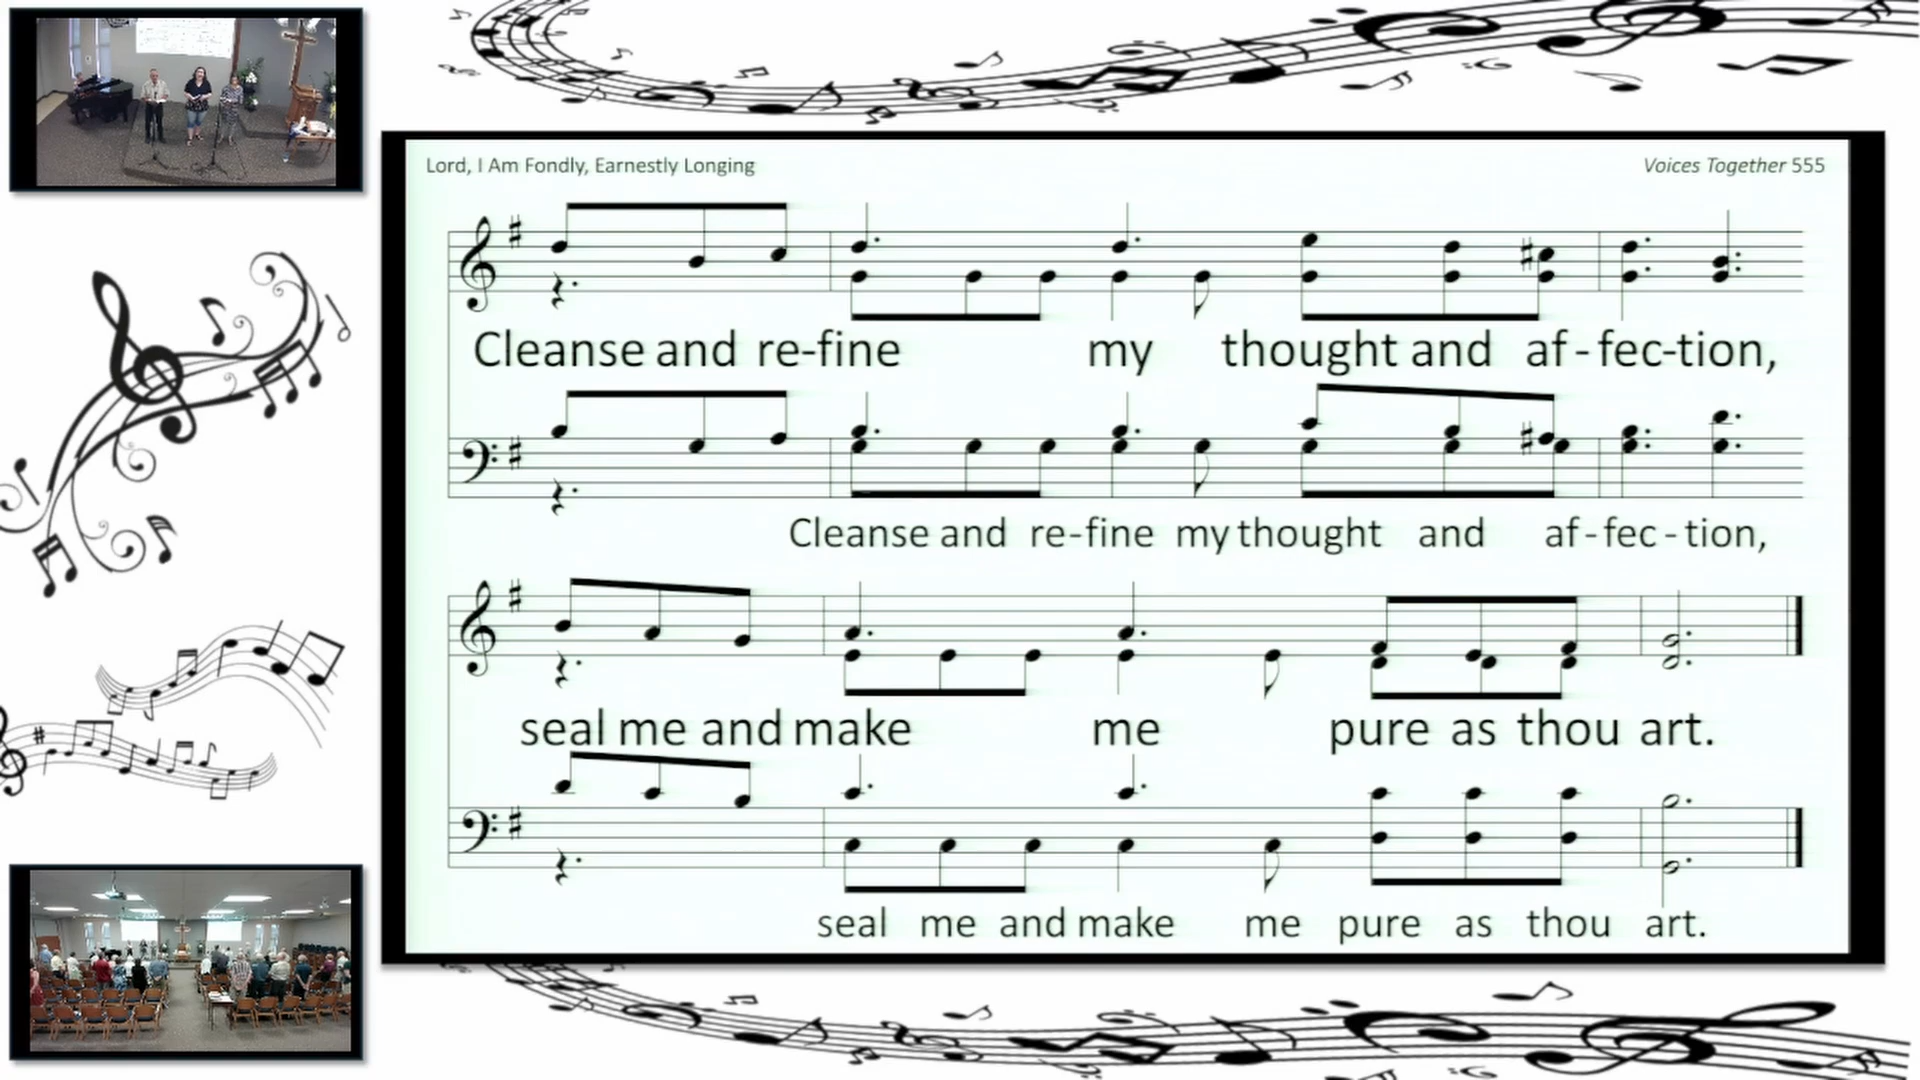 Lord, I Am Fondly, Earnestly Longing
Voices Together 555
Cleanse and re-fine my thought and af-fec-tion,
Cleanse and re-fine my thought and af-fec-tion,
seal me and make me pure as thou art.
seal me and make me pure as thou art.